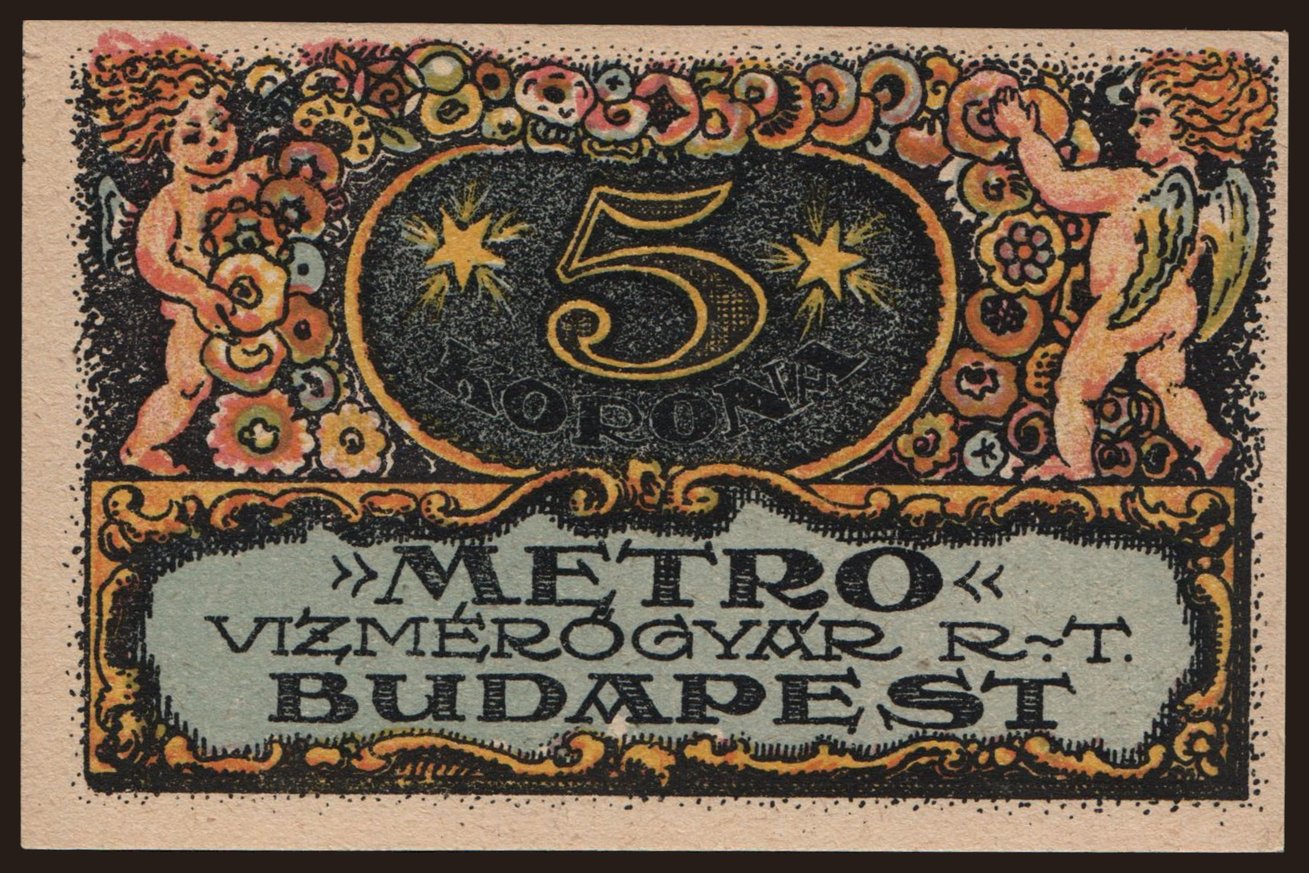 5
KORONA
»METRO«
VIZMÉRŐGYÁR R~T.
BUDAPEST